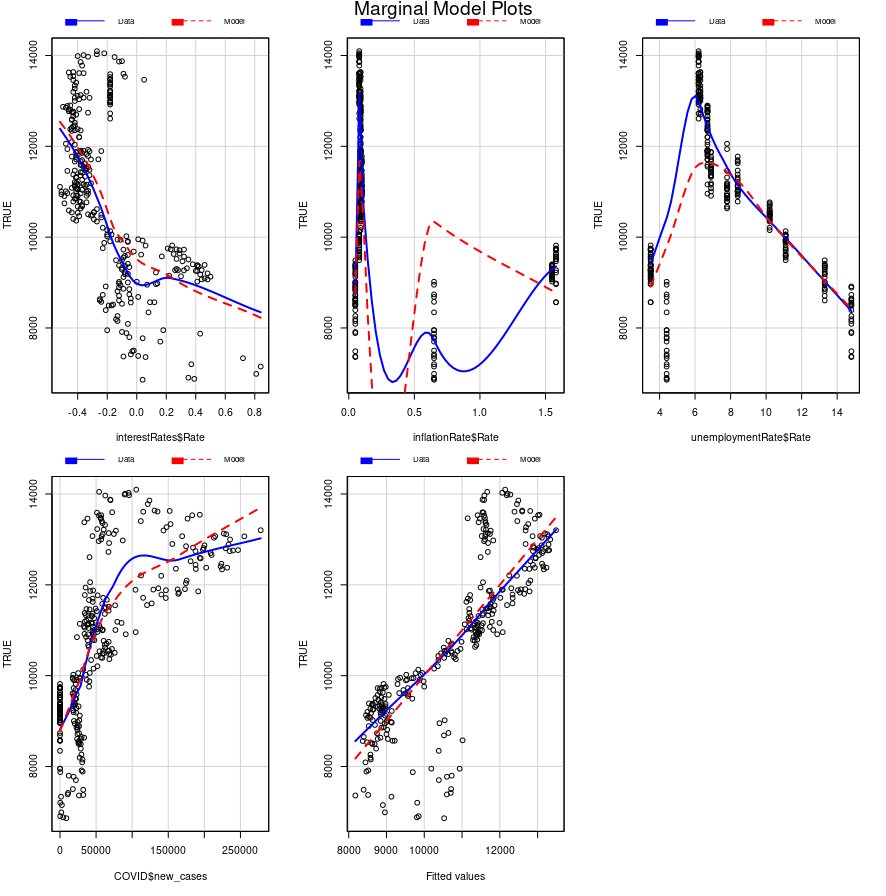 Marginal Model Plots
Data Model
TRUE
8000 10000 12000 14000
-0.4 -0.2 0.0 0.2 0.4 0.6 0.8
interestRates$Rate
Data Model
TRUE
8000 10000 12000 14000
0.0 0.5 1.0 1.5
inflationRate$Rate
Data Model
TRUE
8000 10000 12000 14000
4 6 8 10 12 14
unemploymentRate$Rate
Data Model
TRUE
8000 10000 12000 14000
0 50000 150000 250000
COVID$new_cases
Data Model
TRUE
8000 10000 12000 14000
8000 9000 10000 12000
Fitted values